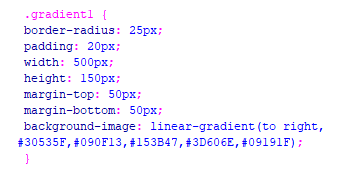 .gradient1 {
border-radius: 25px;
padding: 20px;
width: 500px;
height: 150px;
margin-top: 50px;
margin-bottom: 50px;
background-image: linear-gradient(to right,
#30535F,#090F13,#153B47,#3D606E,#09191F);
}